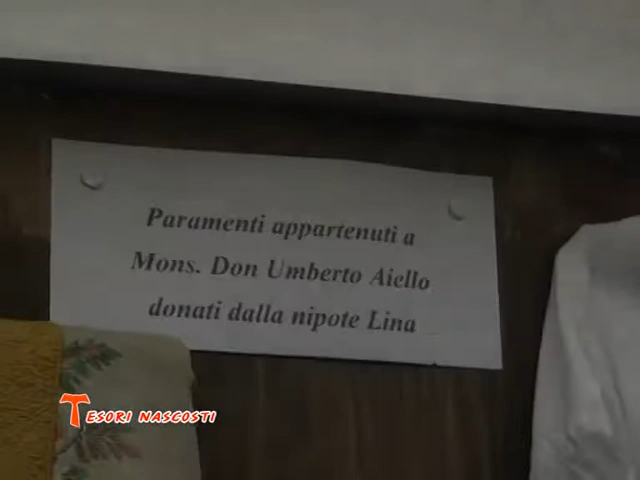 Paramenti appartenuti a
Mons. Don Umberto Aiello
donati dalla nipote Lina
TESORI NASCOSTI